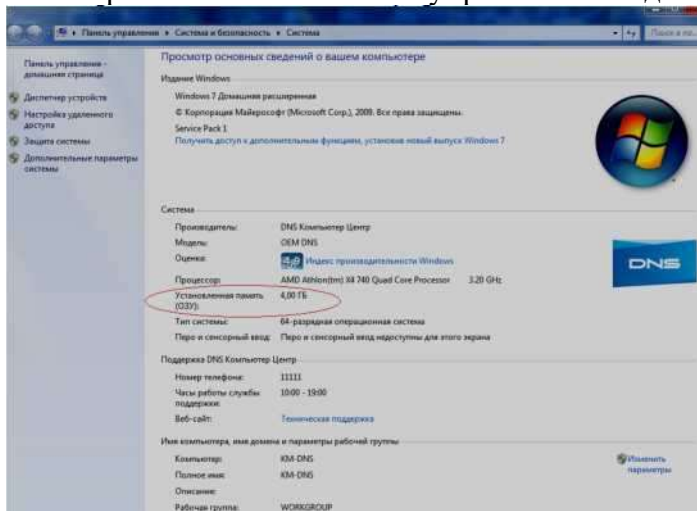 Панель управления ▸ Система и безопасность ▸ Система
Панель управления -
домашняя страница
Диспетчер устройств
Настройка удаленного
доступа
Защита системы
Дополнительные параметры
системы
Просмотр основных сведений о вашем компьютере
Издание Windows
Windows 7 Домашняя расширенная
© Корпорация Майкрософт (Microsoft Corp.), 2009. Все права защищены.
Service Pack 1
Получить доступ к дополнительным функциям, установив новый выпуск Windows 7
Система
Производитель: DNS Компьютер Центр
Модель: OEM DNS
Оценка: Индекс производительности Windows
Процессор: AMD Athlon(tm) X4 740 Quad Core Processor 3.20 GHz
Установленная память 4,00 ГБ
(ОЗУ):
Тип системы: 64-разрядная операционная система
Перо и сенсорный ввод: Перо и сенсорный ввод недоступны для этого экрана
DNS
Поддержка DNS Компьютер Центр
Номер телефона: 11111
Часы работы службы 10:00 - 19:00
поддержки:
Веб-сайт: Техническая поддержка
Имя компьютера, имя домена и параметры рабочей группы
Компьютер: KM-DNS
Изменить
параметры
Полное имя: KM-DNS
Описание:
Рабочая группа: WORKGROUP